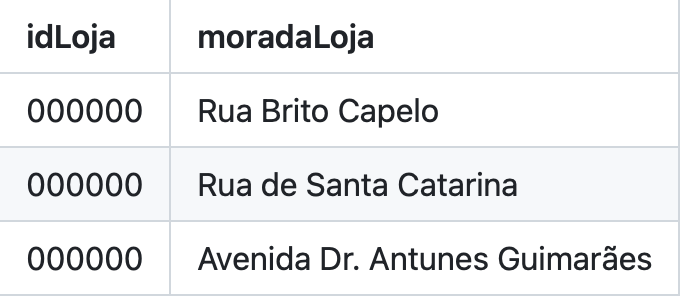 idLoja moradaLoja
000000 Rua Brito Capelo
000000 Rua de Santa Catarina
000000 Avenida Dr. Antunes Guimarães